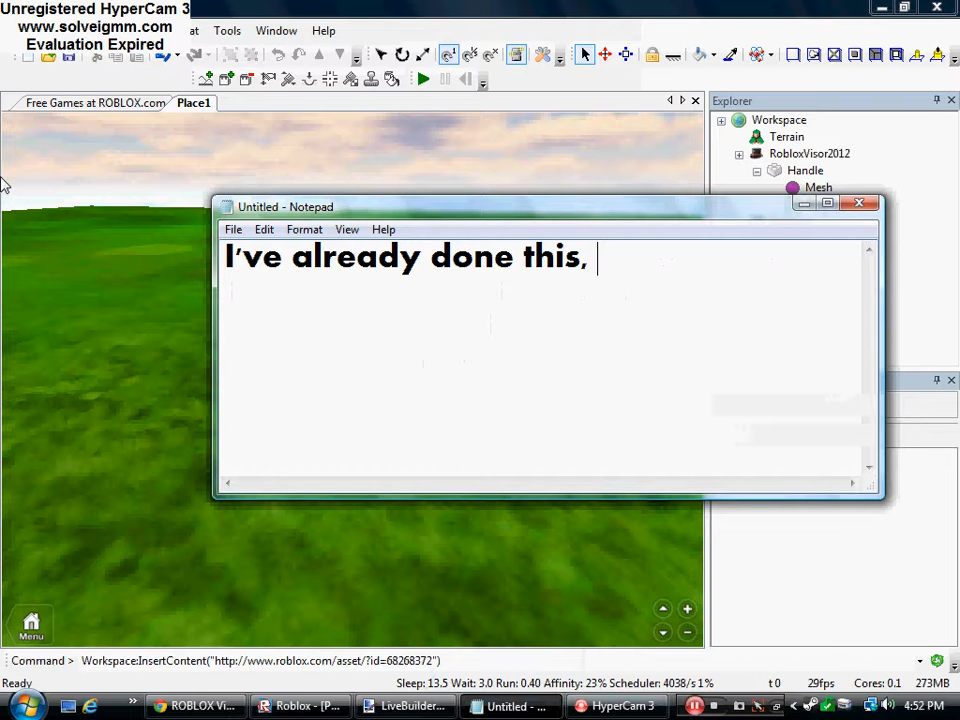 Unregistered HyperCam 3
www.solveigmm.com
Evaluation Expired
Tools Window Help
Free Games at ROBLOX.com Place1
Explorer
Workspace
Terrain
RobloxVisor2012
Handle
Mesh
Untitled - Notepad
File Edit Format View Help
I've already done this,
Menu
Command > Workspace:InsertContent("http://www.roblox.com/asset/?id=68268372")
Ready
Sleep: 13.5 Wait: 3.0 Run: 0.40 Affinity: 23% Scheduler: 4038/s 1% t 0 29fps Cores: 0.1 273MB
ROBLOX Vi... Roblox - [P... LiveBuilder... Untitled - ... HyperCam 3 4:52 PM